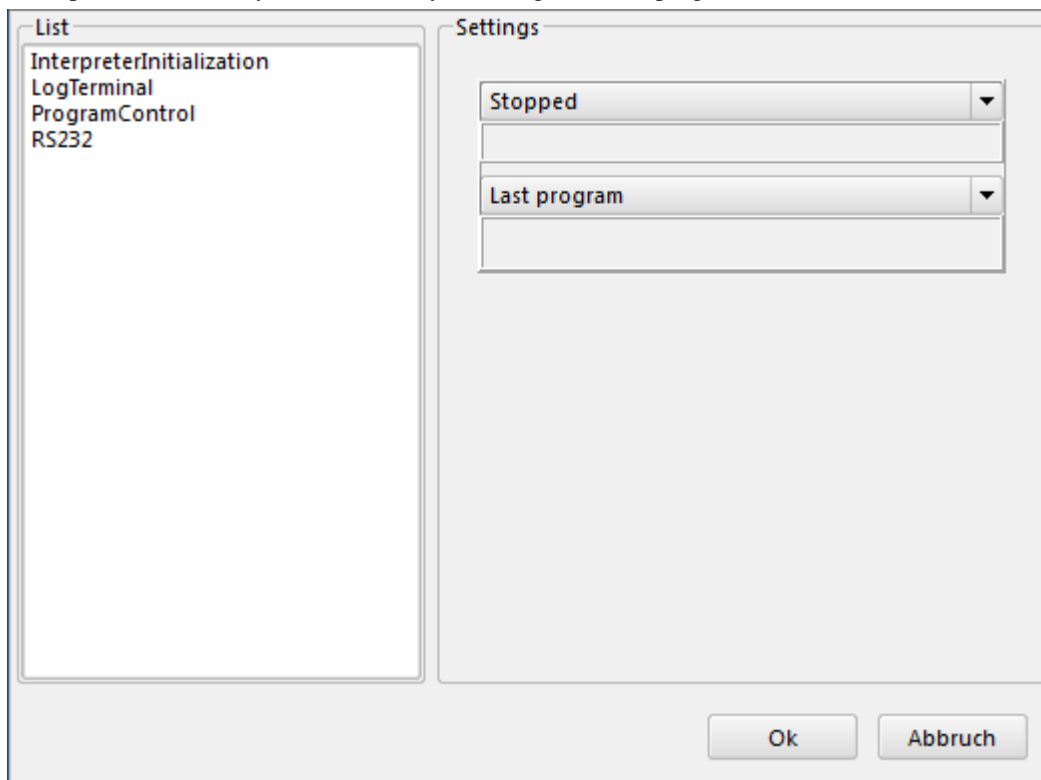 List
InterpreterInitialization
LogTerminal
ProgramControl
RS232
Settings
Stopped
Last program
Ok
Abbruch